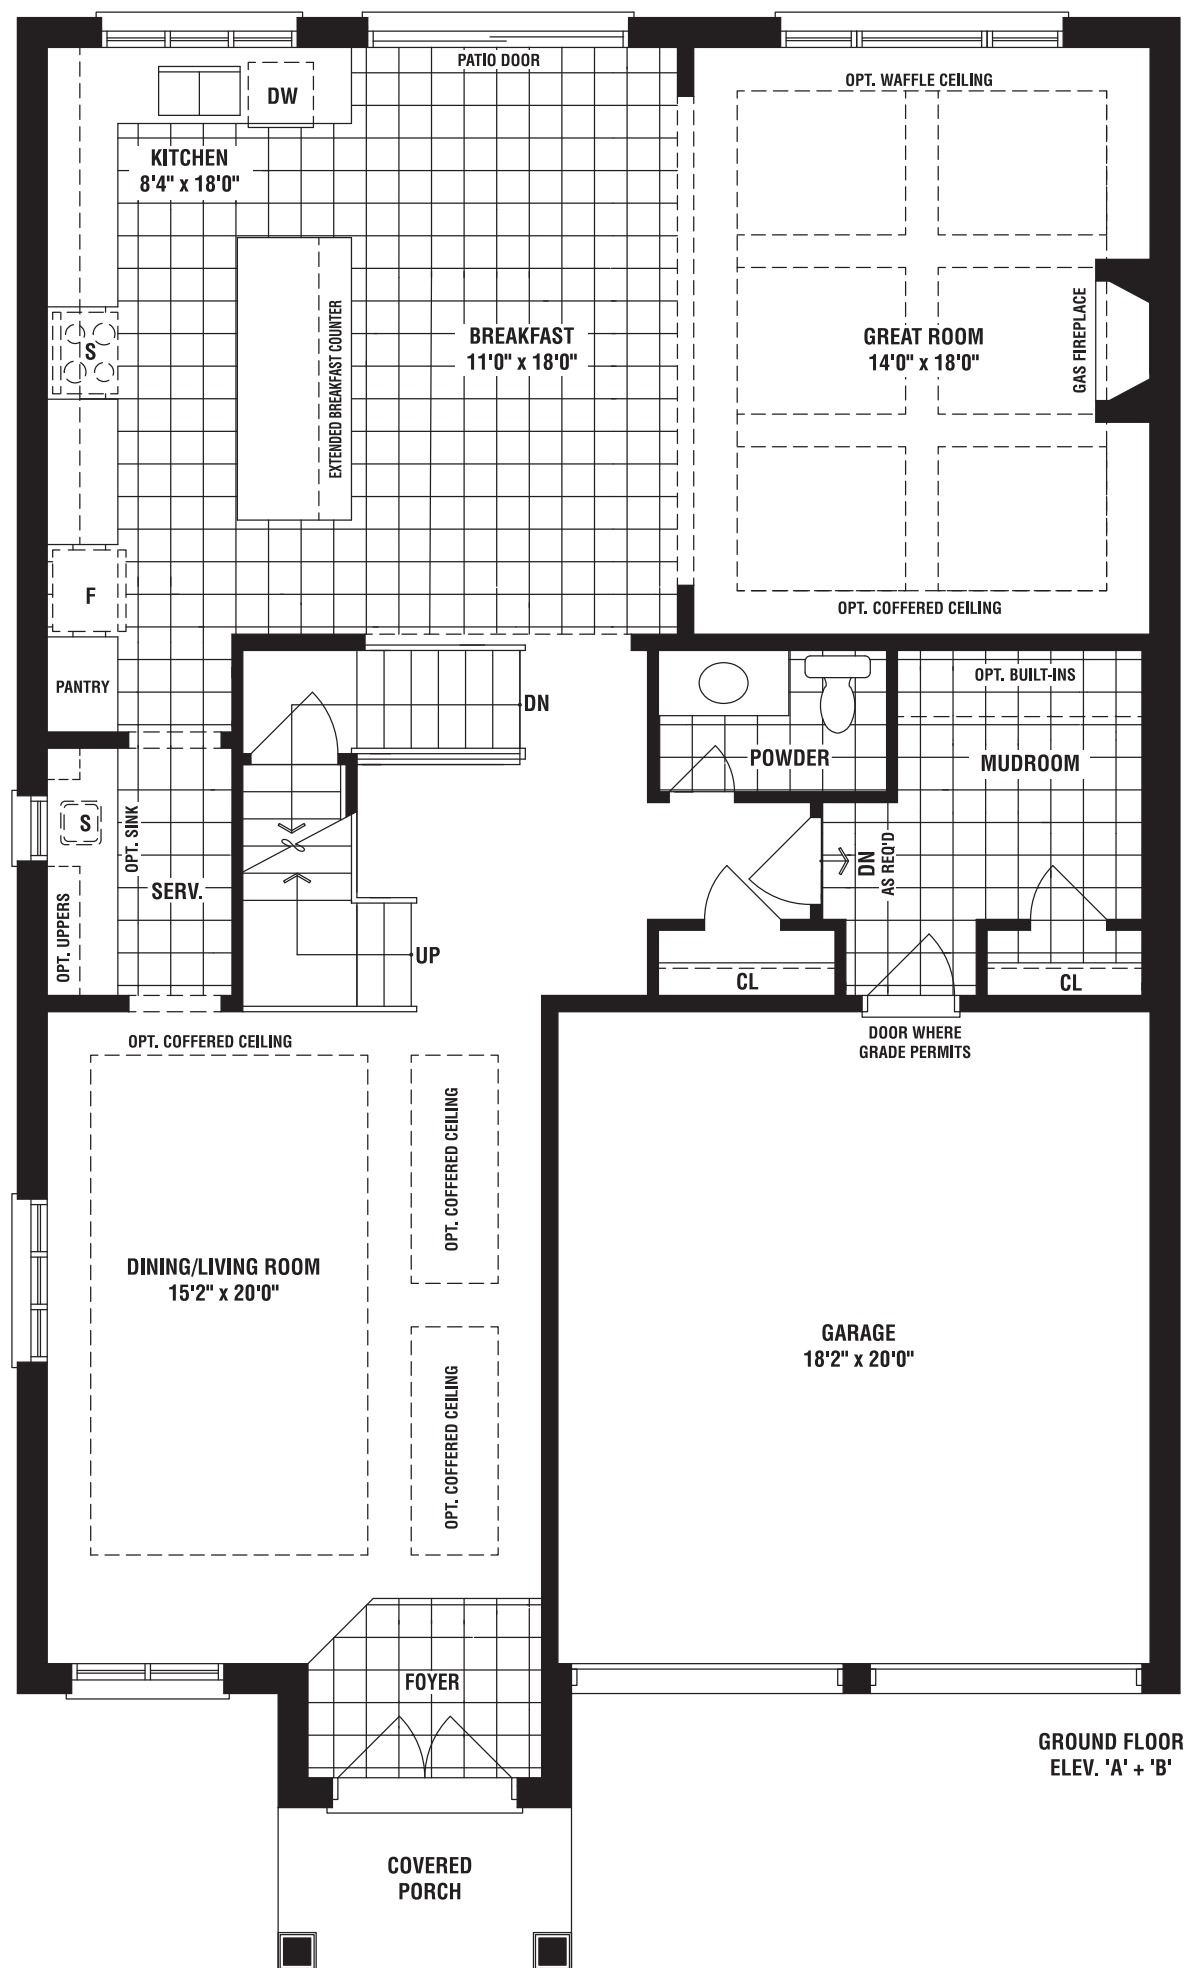 PATIO DOOR
OPT. WAFFLE CEILING
DW
KITCHEN
8'4" x 18'0"
EXTENDED BREAKFAST COUNTER
BREAKFAST
11'0" x 18'0"
GREAT ROOM
14'0" x 18'0"
GAS FIREPLACE
S
F
OPT. COFFERED CEILING
PANTRY
DN
OPT. BUILT-INS
POWDER
MUDROOM
S
OPT. SINK
SERV.
OPT. UPPERS
DN
AS REQ'D
UP
CL
CL
OPT. COFFERED CEILING
DOOR WHERE
GRADE PERMITS
OPT. COFFERED CEILING
DINING/LIVING ROOM
15'2" x 20'0"
GARAGE
18'2" x 20'0"
OPT. COFFERED CEILING
FOYER
GROUND FLOOR
ELEV. 'A' + 'B'
COVERED
PORCH